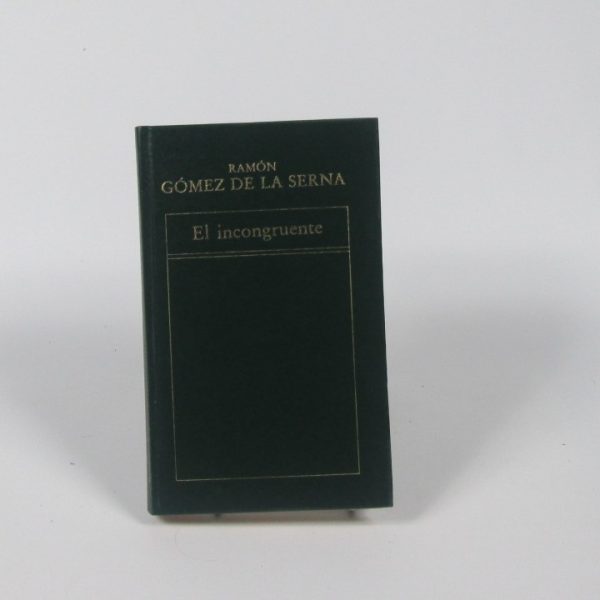 RAMÓN
GÓMEZ DE LA SERNA
El incongruente